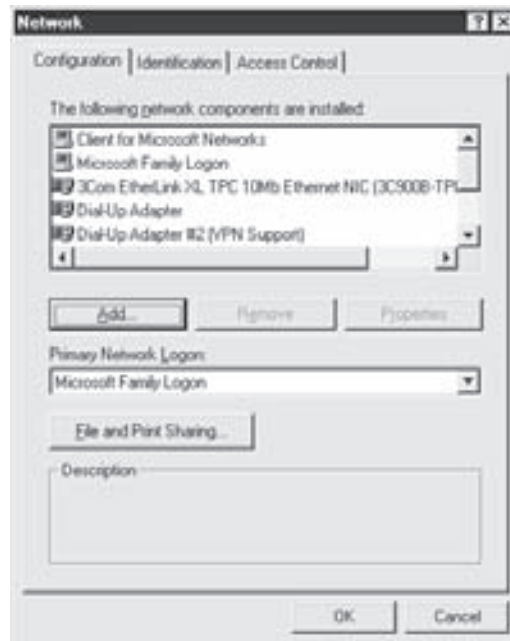 Network
Configuration Identification Access Control
The following network components are installed:
Client for Microsoft Networks
Microsoft Family Logon
3Com EtherLink XL TPC 10Mb Ethernet NIC (3C900B-TP
Dial-Up Adapter
Dial-Up Adapter #2 (VPN Support)
Add... Remove Properties
Primary Network Logon:
Microsoft Family Logon
File and Print Sharing...
Description
OK Cancel